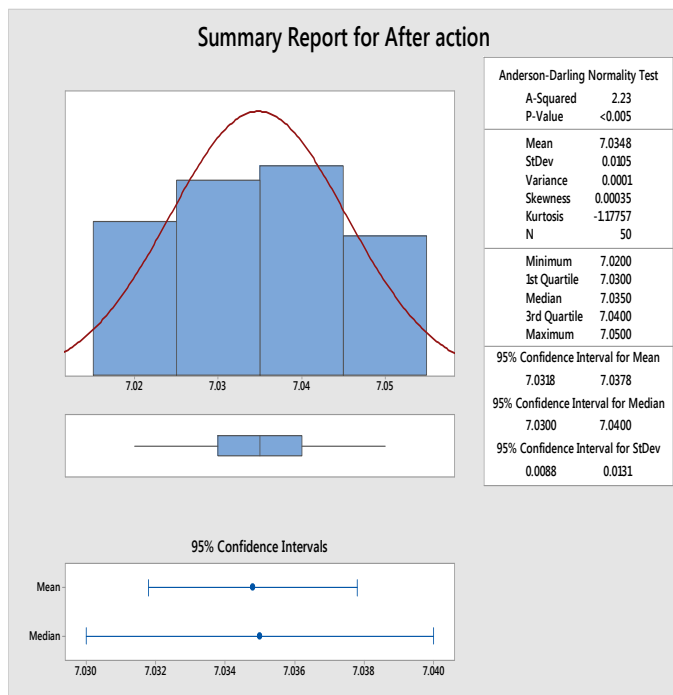 Summary Report for After action
7.02 7.03 7.04 7.05
Anderson-Darling Normality Test
A-Squared 2.23
P-Value <0.005
Mean 7.0348
StDev 0.0105
Variance 0.0001
Skewness 0.00035
Kurtosis -1.17757
N 50
Minimum 7.0200
1st Quartile 7.0300
Median 7.0350
3rd Quartile 7.0400
Maximum 7.0500
95% Confidence Interval for Mean
7.0318 7.0378
95% Confidence Interval for Median
7.0300 7.0400
95% Confidence Interval for StDev
0.0088 0.0131
95% Confidence Intervals
Mean
Median
7.030 7.032 7.034 7.036 7.038 7.040